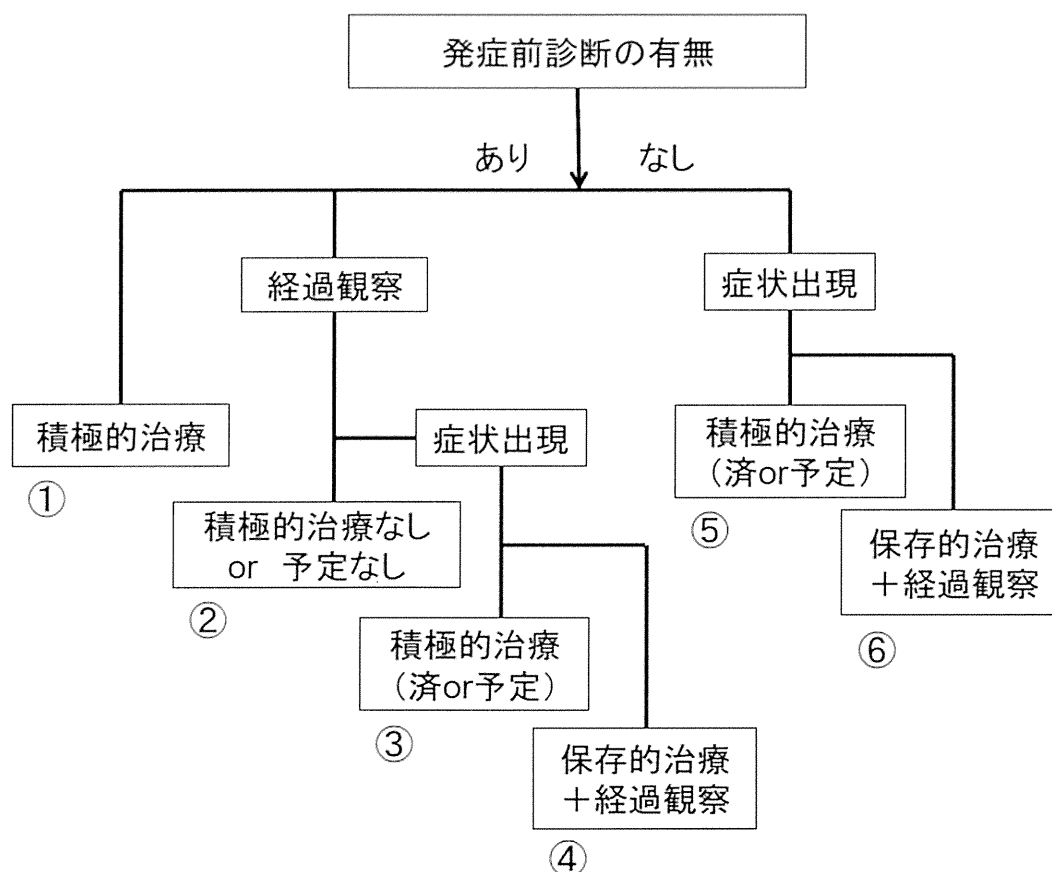 発症前診断の有無
あり
なし
経過観察
症状出現
積極的治療
①
症状出現
積極的治療
（済or予定）
⑤
積極的治療なし
or 予定なし
②
保存的治療
＋経過観察
⑥
積極的治療
（済or予定）
③
保存的治療
＋経過観察
④